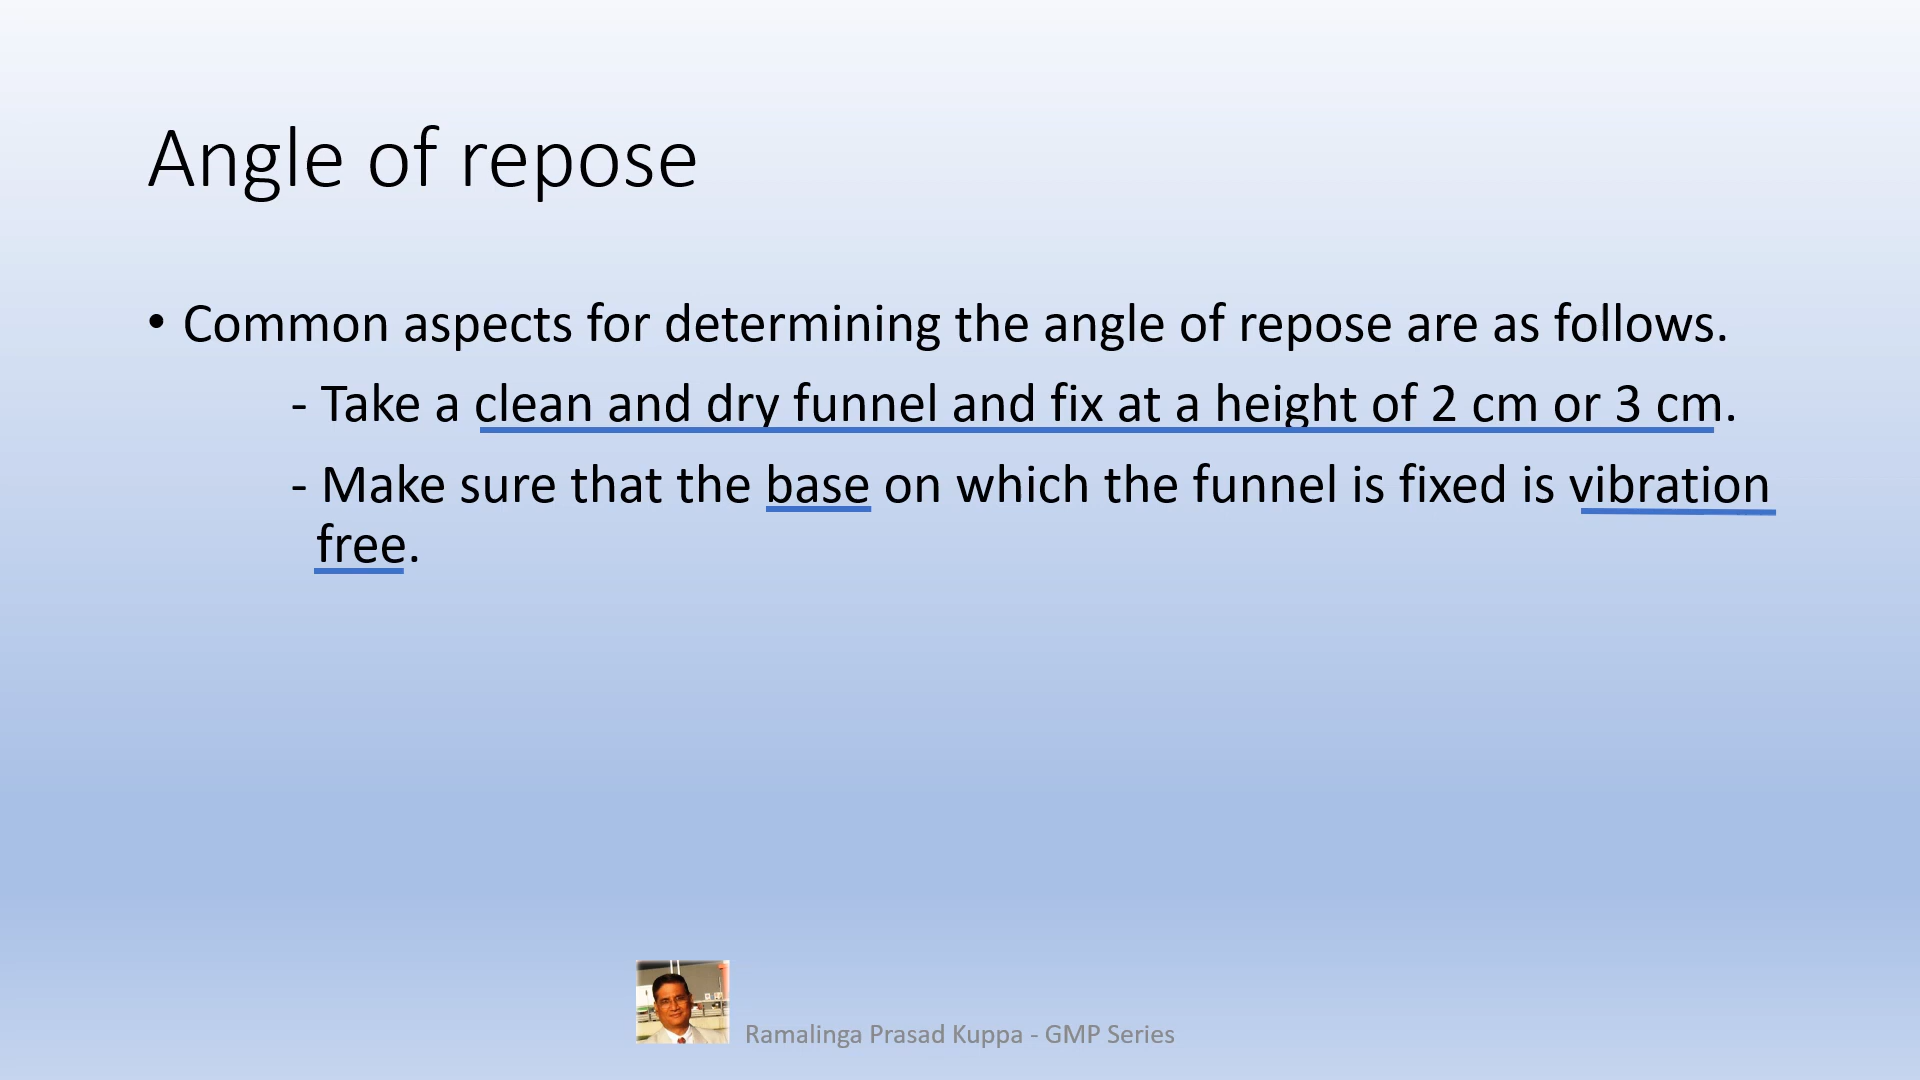 Angle of repose
• Common aspects for determining the angle of repose are as follows.
- Take a clean and dry funnel and fix at a height of 2 cm or 3 cm.
- Make sure that the base on which the funnel is fixed is vibration
free.
Ramalinga Prasad Kuppa - GMP Series